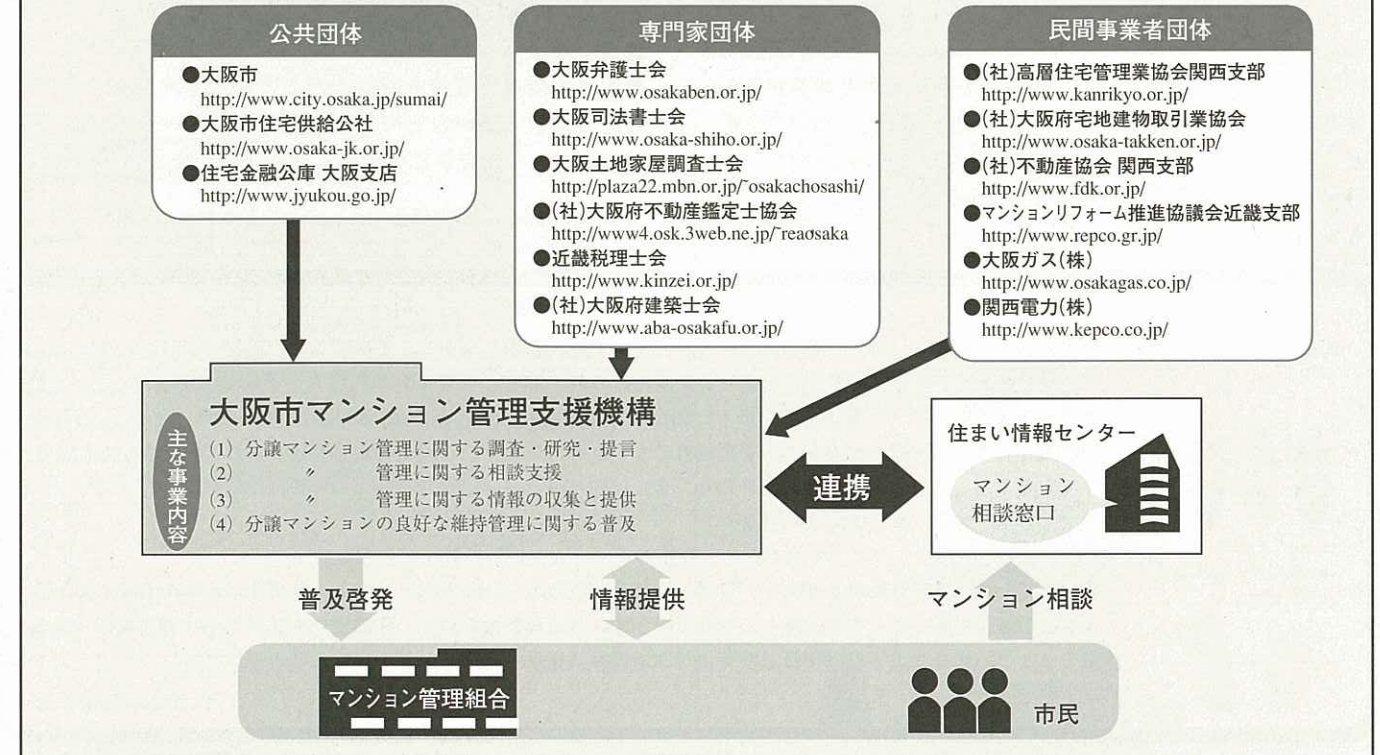 公共団体
●大阪市
http://www.city.osaka.jp/sumai/
●大阪市住宅供給公社
http://www.osaka-jk.or.jp/
●住宅金融公庫 大阪支店
http://www.jyukou.go.jp/
専門家団体
●大阪弁護士会
http://www.osakaben.or.jp/
●大阪司法書士会
http://www.osaka-shiho.or.jp/
●大阪土地家屋調査士会
http://plaza22.mbn.or.jp/~osakachosashi/
●(社)大阪府不動産鑑定士協会
http://www4.osk.3web.ne.jp/~reaosaka
●近畿税理士会
http://www.kinzei.or.jp/
●(社)大阪府建築士会
http://www.aba-osakafu.or.jp/
民間事業者団体
●(社)高層住宅管理業協会関西支部
http://www.kanrikyo.or.jp/
●(社)大阪府宅地建物取引業協会
http://www.osaka-takken.or.jp/
●(社)不動産協会 関西支部
http://www.fdk.or.jp/
●マンションリフォーム推進協議会近畿支部
http://www.repco.gr.jp/
●大阪ガス(株)
http://www.osakagas.co.jp/
●関西電力(株)
http://www.kepco.co.jp/
大阪市マンション管理支援機構
主な事業内容
(1) 分譲マンション管理に関する調査・研究・提言
(2) 〃 管理に関する相談支援
(3) 〃 管理に関する情報の収集と提供
(4) 分譲マンションの良好な維持管理に関する普及
連携
住まい情報センター
マンション
相談窓口
普及啓発
情報提供
マンション相談
マンション管理組合
市民